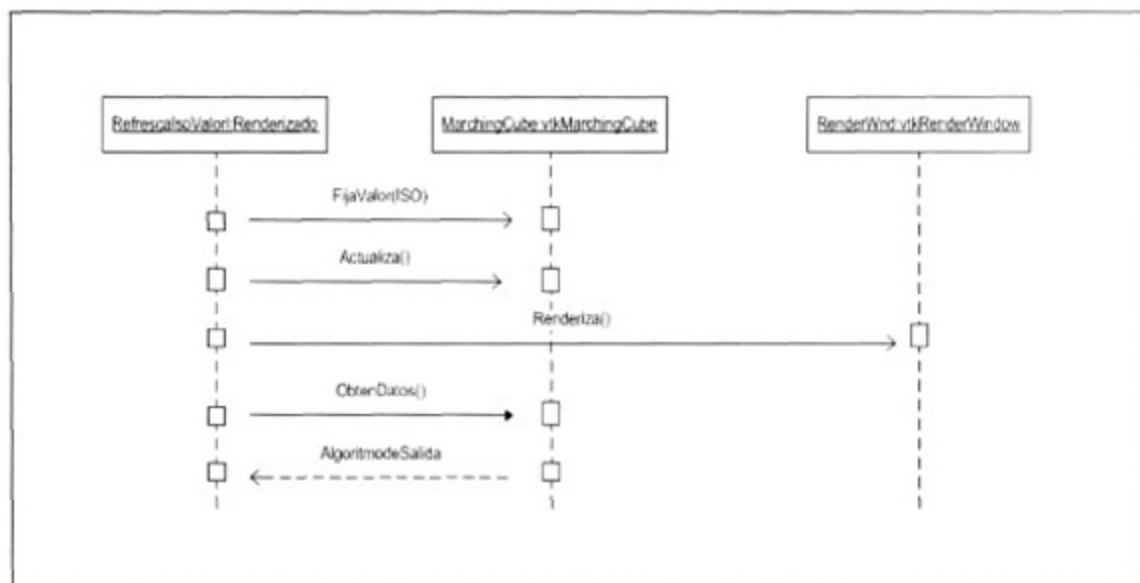 RefrescaIsoValor:Renderizado
MarchingCube:vtkMarchingCube
RenderWnd:vtkRenderWindow
FijaValor(ISO)
Actualiza()
Renderiza()
ObtenDatos()
AlgoritmodeSalida